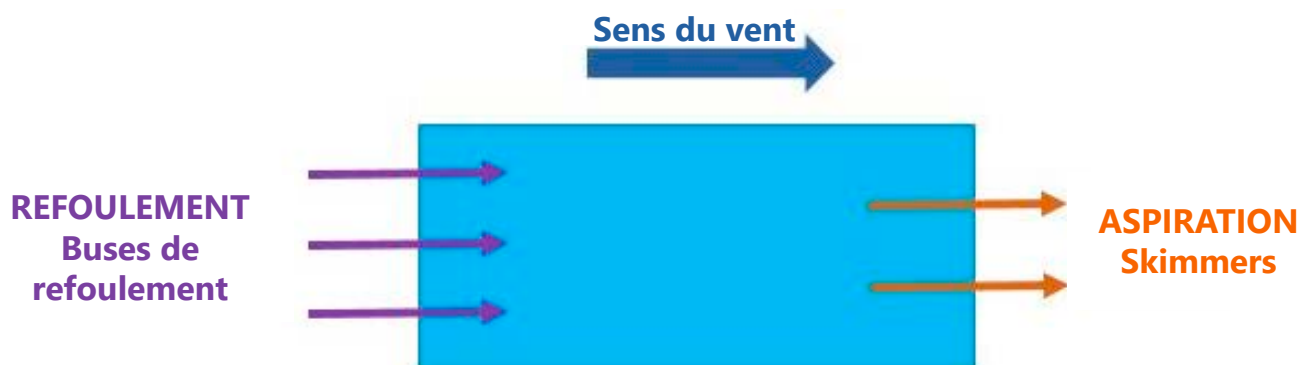 Sens du vent
REFOULEMENT
Buses de
refoulement
ASPIRATION
Skimmers